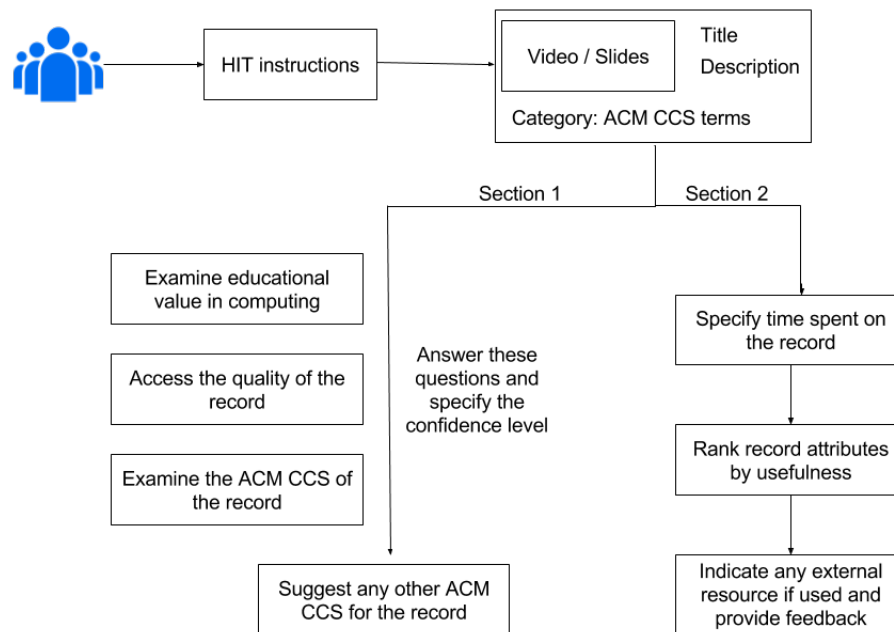 HIT instructions
Video / Slides
Title
Description
Category: ACM CCS terms
Section 1
Section 2
Examine educational
value in computing
Access the quality of the
record
Examine the ACM CCS of
the record
Answer these
questions and
specify the
confidence level
Suggest any other ACM
CCS for the record
Specify time spent on
the record
Rank record attributes
by usefulness
Indicate any external
resource if used and
provide feedback